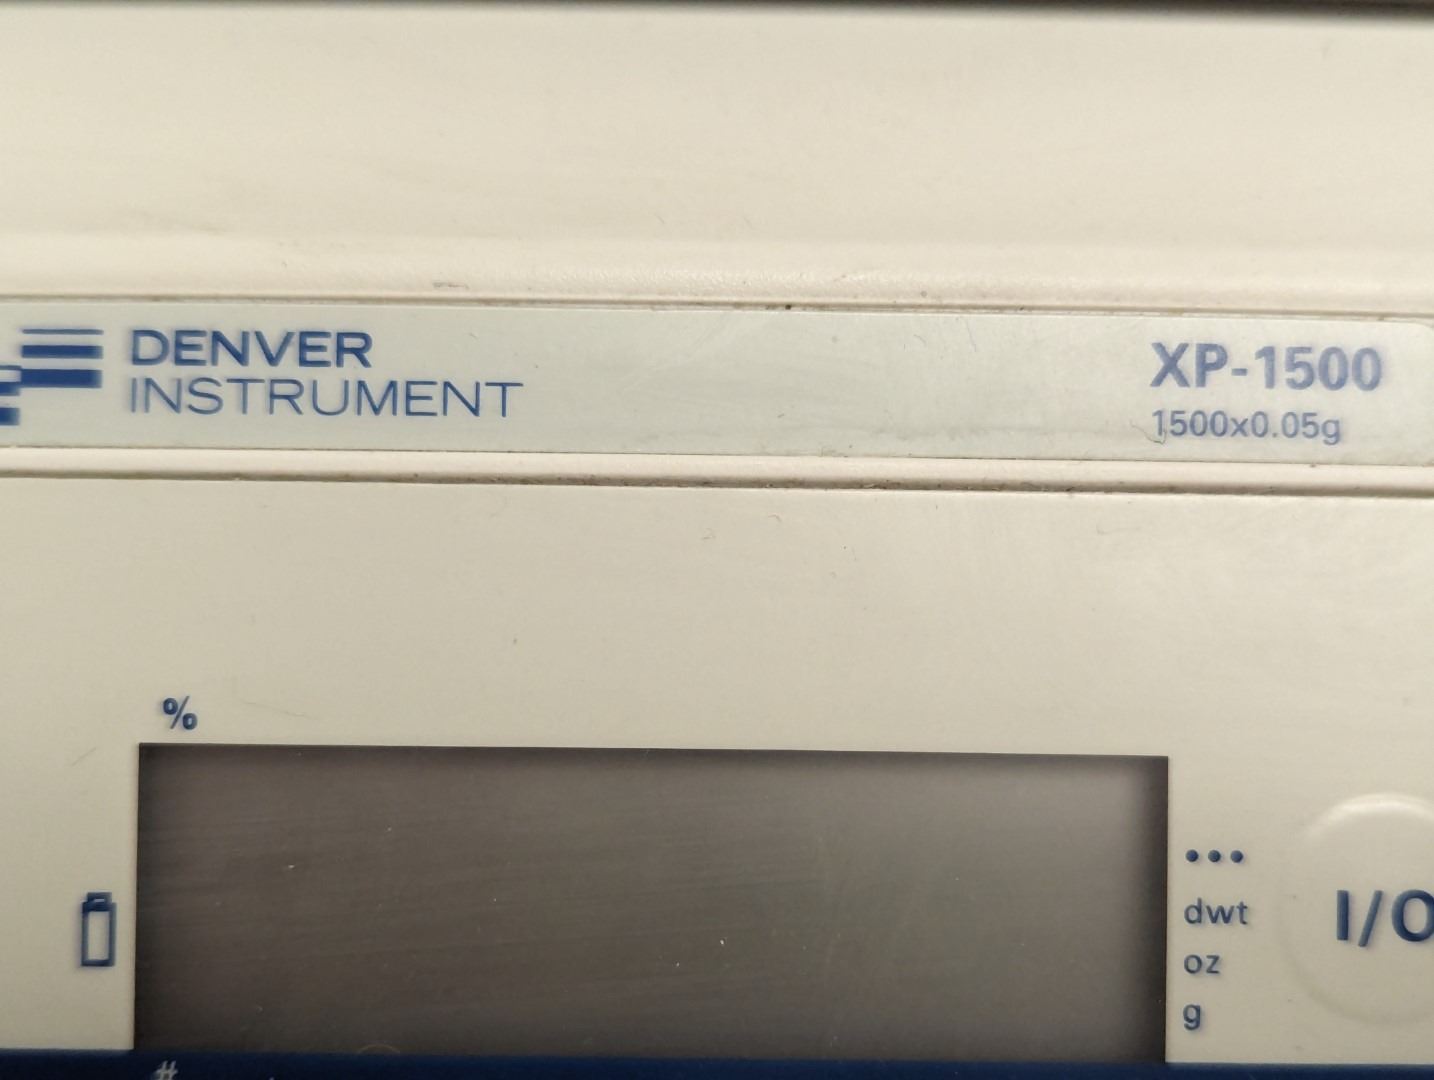 DENVER
INSTRUMENT
XP-1500
1500x0.05g
%
•••
dwt
I/O
oz
g
#